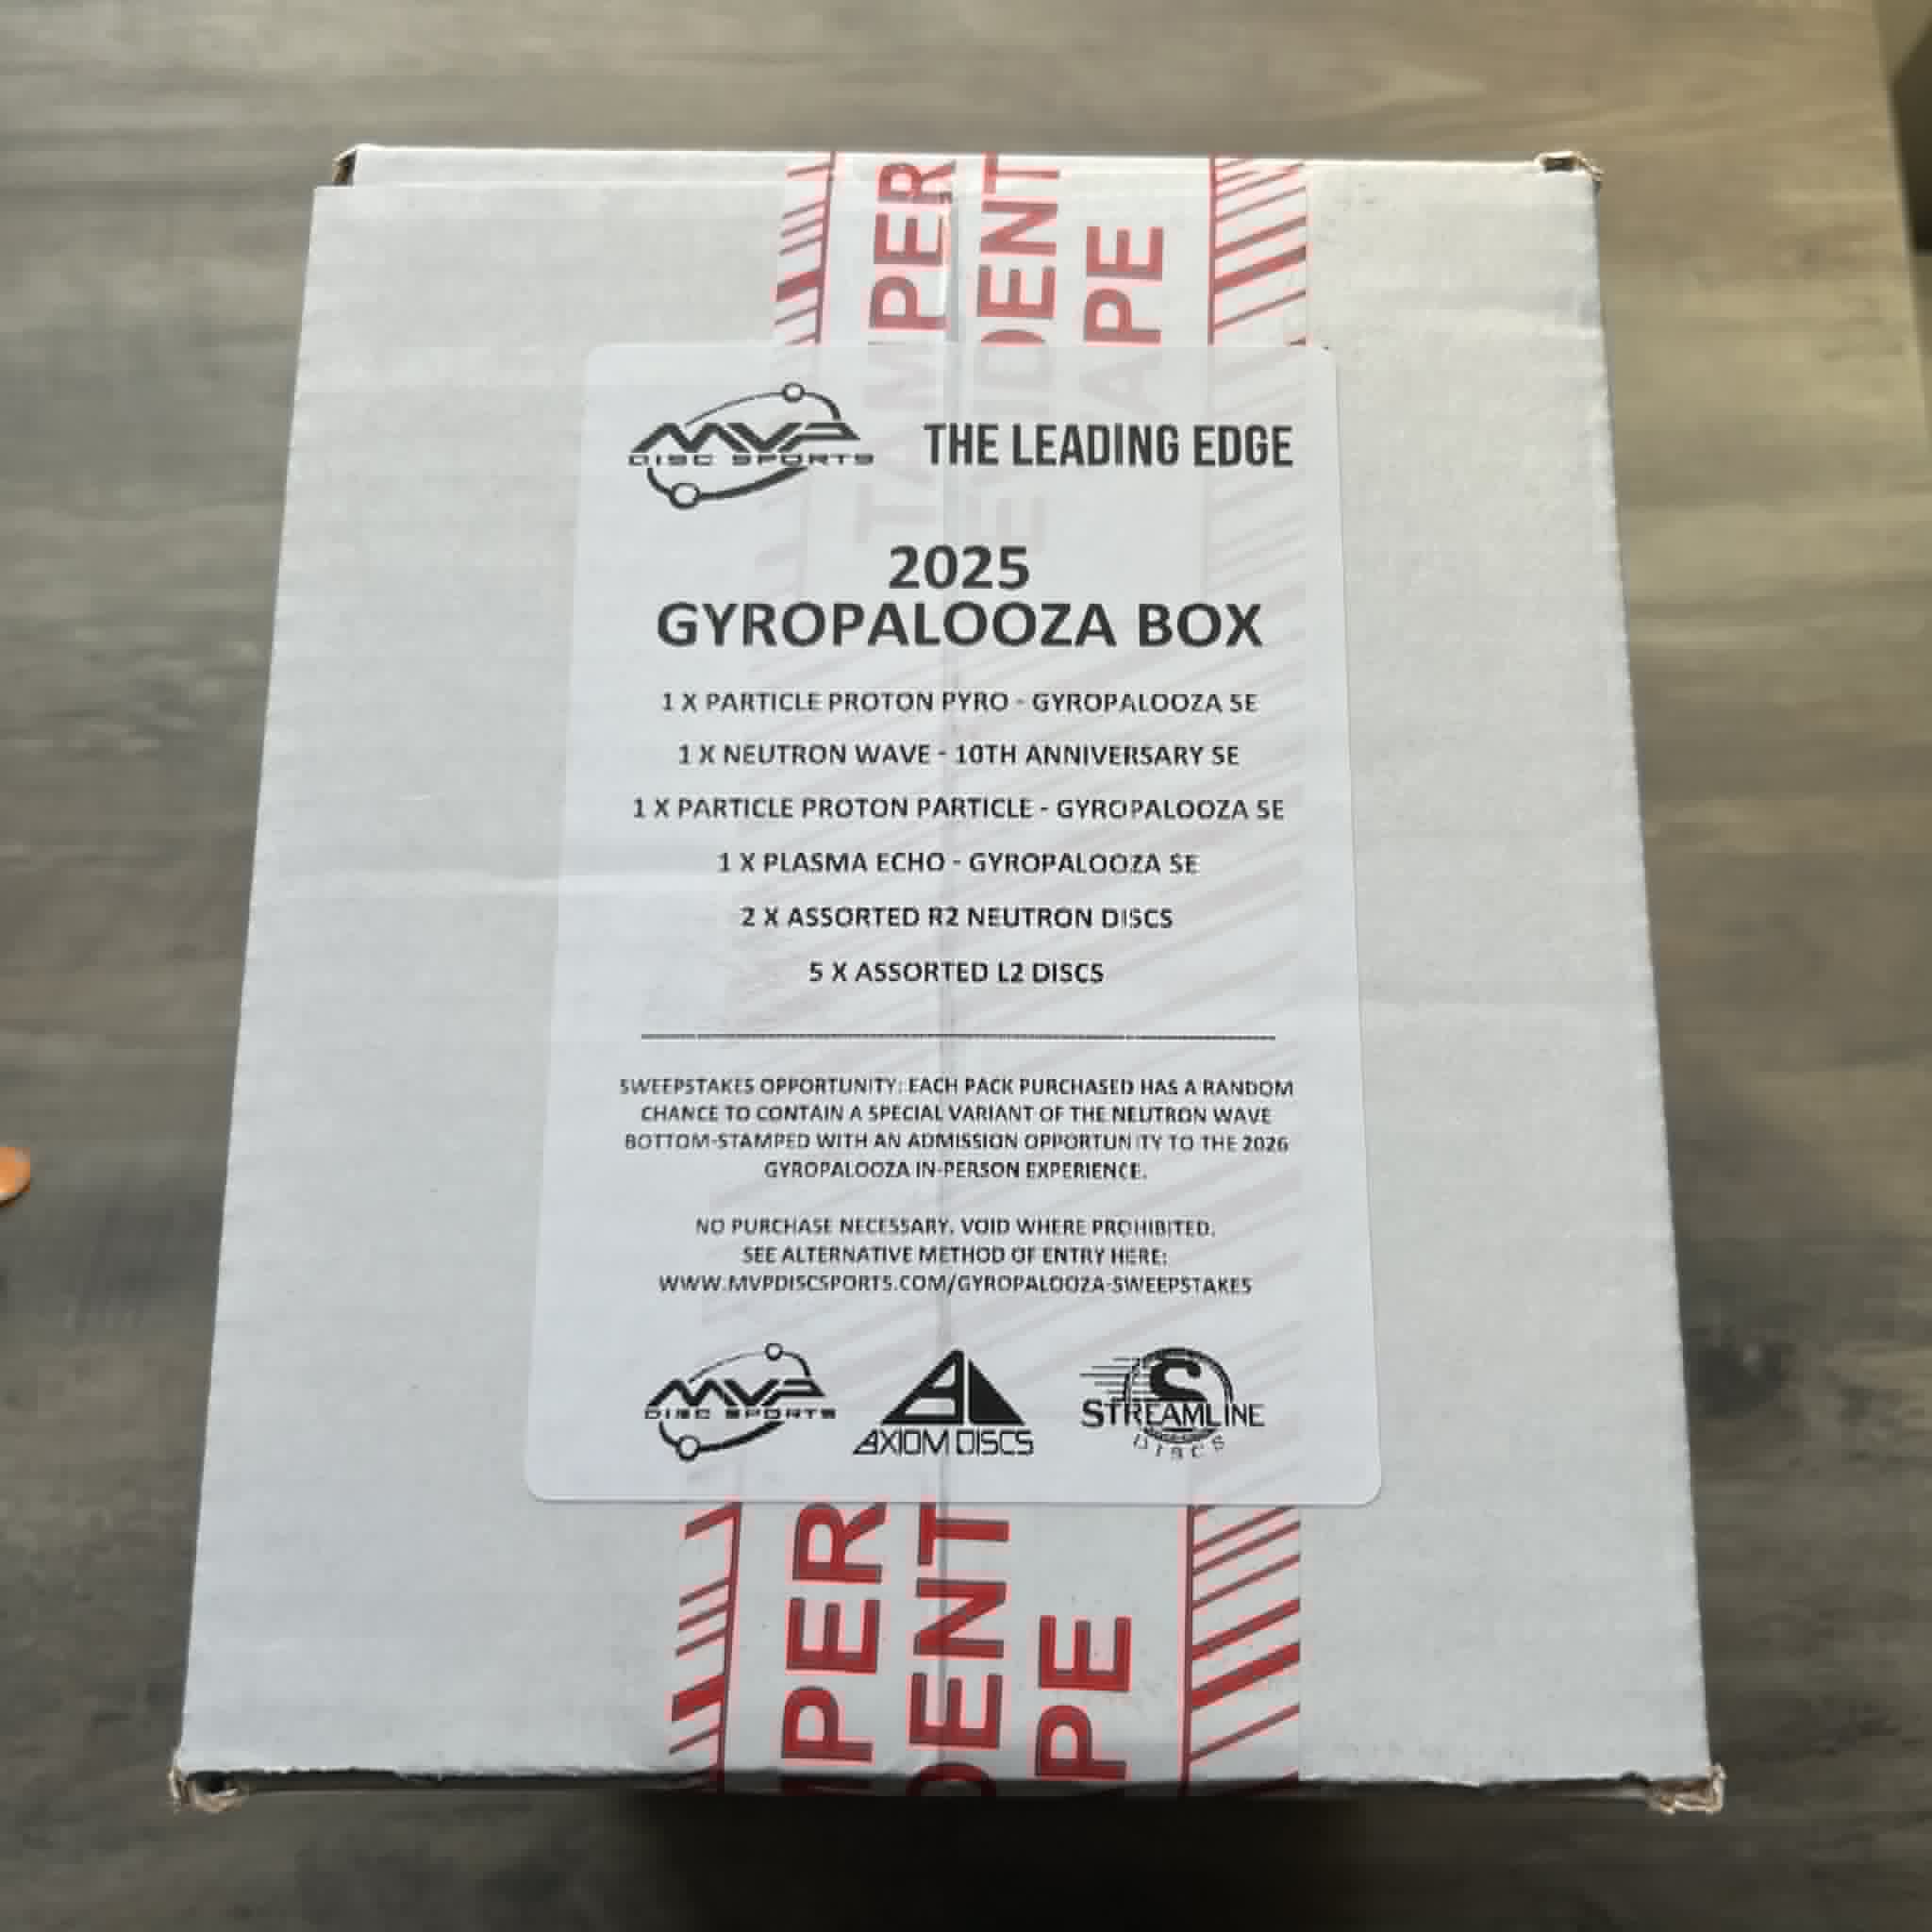 PER
DENT
PE
TAMPER
EVIDENT
TAPE
MVP
DISC SPORTS
THE LEADING EDGE
2025
GYROPALOOZA BOX
1 X PARTICLE PROTON PYRO - GYROPALOOZA SE
1 X NEUTRON WAVE - 10TH ANNIVERSARY SE
1 X PARTICLE PROTON PARTICLE - GYROPALOOZA SE
1 X PLASMA ECHO - GYROPALOOZA SE
2 X ASSORTED R2 NEUTRON DISCS
5 X ASSORTED L2 DISCS
SWEEPSTAKES OPPORTUNITY: EACH PACK PURCHASED HAS A RANDOM
CHANCE TO CONTAIN A SPECIAL VARIANT OF THE NEUTRON WAVE
BOTTOM-STAMPED WITH AN ADMISSION OPPORTUNITY TO THE 2026
GYROPALOOZA IN-PERSON EXPERIENCE.
NO PURCHASE NECESSARY. VOID WHERE PROHIBITED.
SEE ALTERNATIVE METHOD OF ENTRY HERE:
WWW.MVPDISCSPORTS.COM/GYROPALOOZA-SWEEPSTAKES
MVP
DISC SPORTS
AXIOM DISCS
S
STREAMLINE
DISCS
MPER
DENT
PE